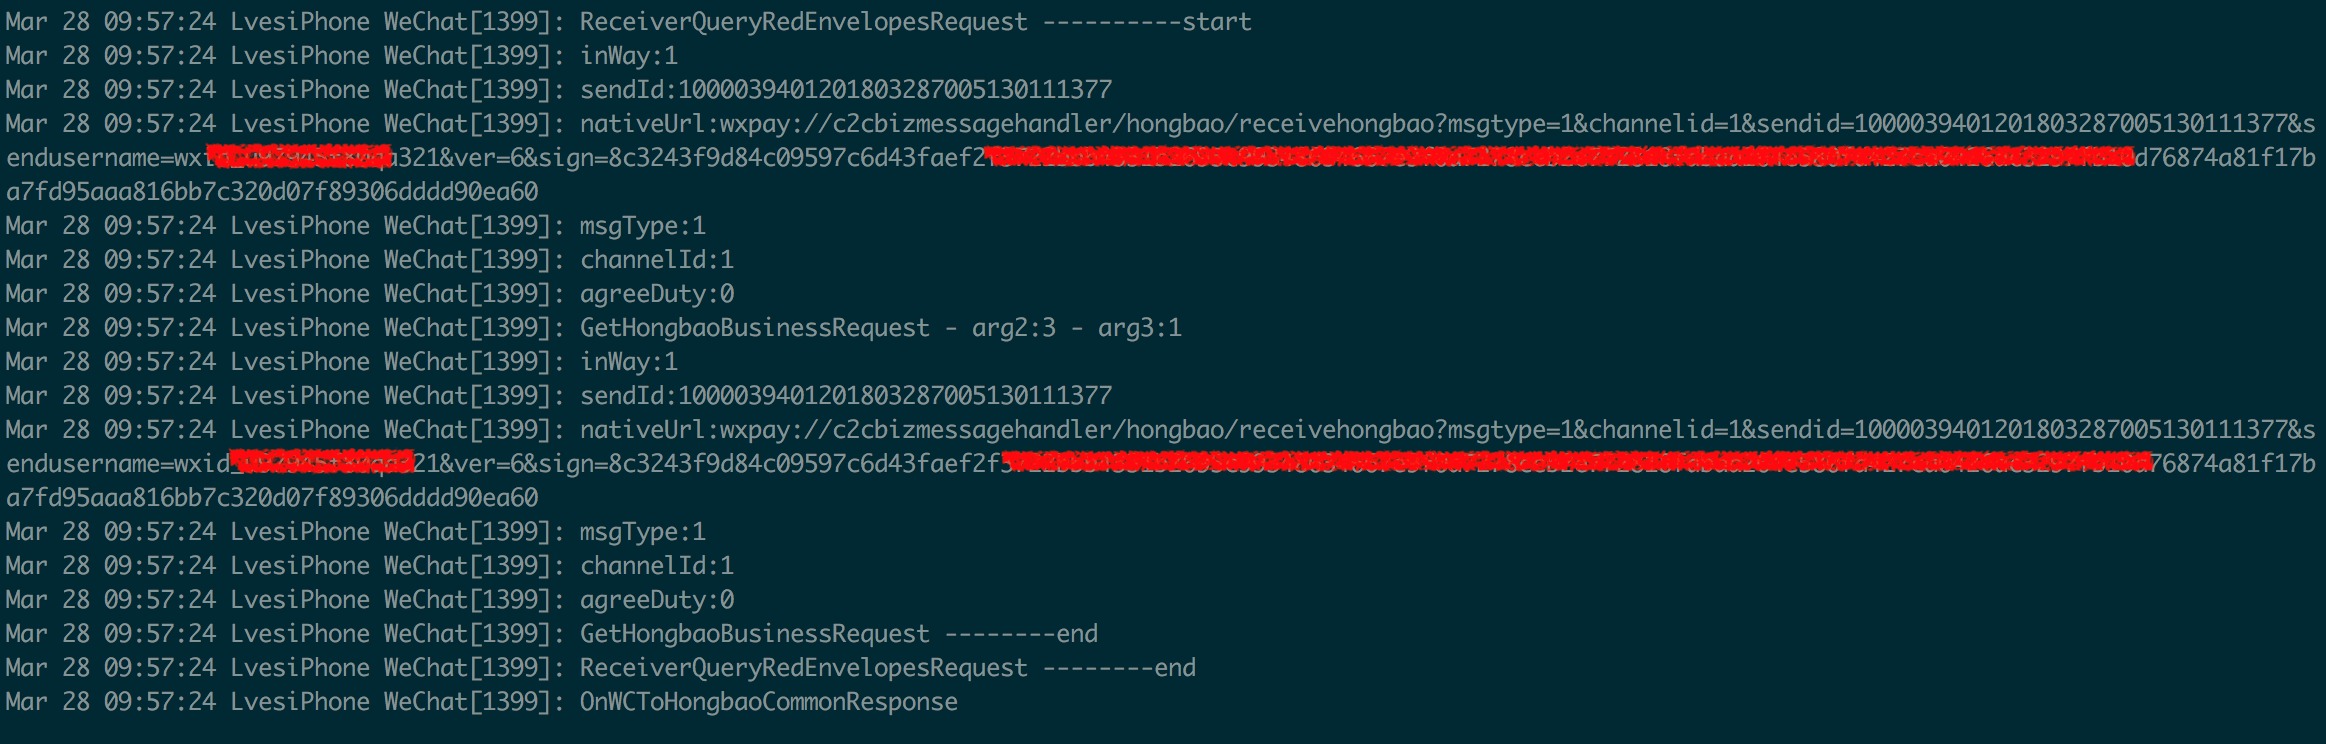 Mar 28 09:57:24 LvesiPhone WeChat[1399]: ReceiverQueryRedEnvelopesRequest ----------start
Mar 28 09:57:24 LvesiPhone WeChat[1399]: inWay:1
Mar 28 09:57:24 LvesiPhone WeChat[1399]: sendId:1000039401201803287005130111377
Mar 28 09:57:24 LvesiPhone WeChat[1399]: nativeUrl:wxpay://c2cbizmessagehandler/hongbao/receivehongbao?msgtype=1&channelid=1&sendid=1000039401201803287005130111377&s
endusername=wx a321&ver=6&sign=8c3243f9d84c09597c6d43faef2 d76874a81f17b
a7fd95aaa816bb7c320d07f89306dddd90ea60
Mar 28 09:57:24 LvesiPhone WeChat[1399]: msgType:1
Mar 28 09:57:24 LvesiPhone WeChat[1399]: channelId:1
Mar 28 09:57:24 LvesiPhone WeChat[1399]: agreeDuty:0
Mar 28 09:57:24 LvesiPhone WeChat[1399]: GetHongbaoBusinessRequest - arg2:3 - arg3:1
Mar 28 09:57:24 LvesiPhone WeChat[1399]: inWay:1
Mar 28 09:57:24 LvesiPhone WeChat[1399]: sendId:1000039401201803287005130111377
Mar 28 09:57:24 LvesiPhone WeChat[1399]: nativeUrl:wxpay://c2cbizmessagehandler/hongbao/receivehongbao?msgtype=1&channelid=1&sendid=1000039401201803287005130111377&s
endusername=wxid 21&ver=6&sign=8c3243f9d84c09597c6d43faef2f 76874a81f17b
a7fd95aaa816bb7c320d07f89306dddd90ea60
Mar 28 09:57:24 LvesiPhone WeChat[1399]: msgType:1
Mar 28 09:57:24 LvesiPhone WeChat[1399]: channelId:1
Mar 28 09:57:24 LvesiPhone WeChat[1399]: agreeDuty:0
Mar 28 09:57:24 LvesiPhone WeChat[1399]: GetHongbaoBusinessRequest --------end
Mar 28 09:57:24 LvesiPhone WeChat[1399]: ReceiverQueryRedEnvelopesRequest --------end
Mar 28 09:57:24 LvesiPhone WeChat[1399]: OnWCToHongbaoCommonResponse